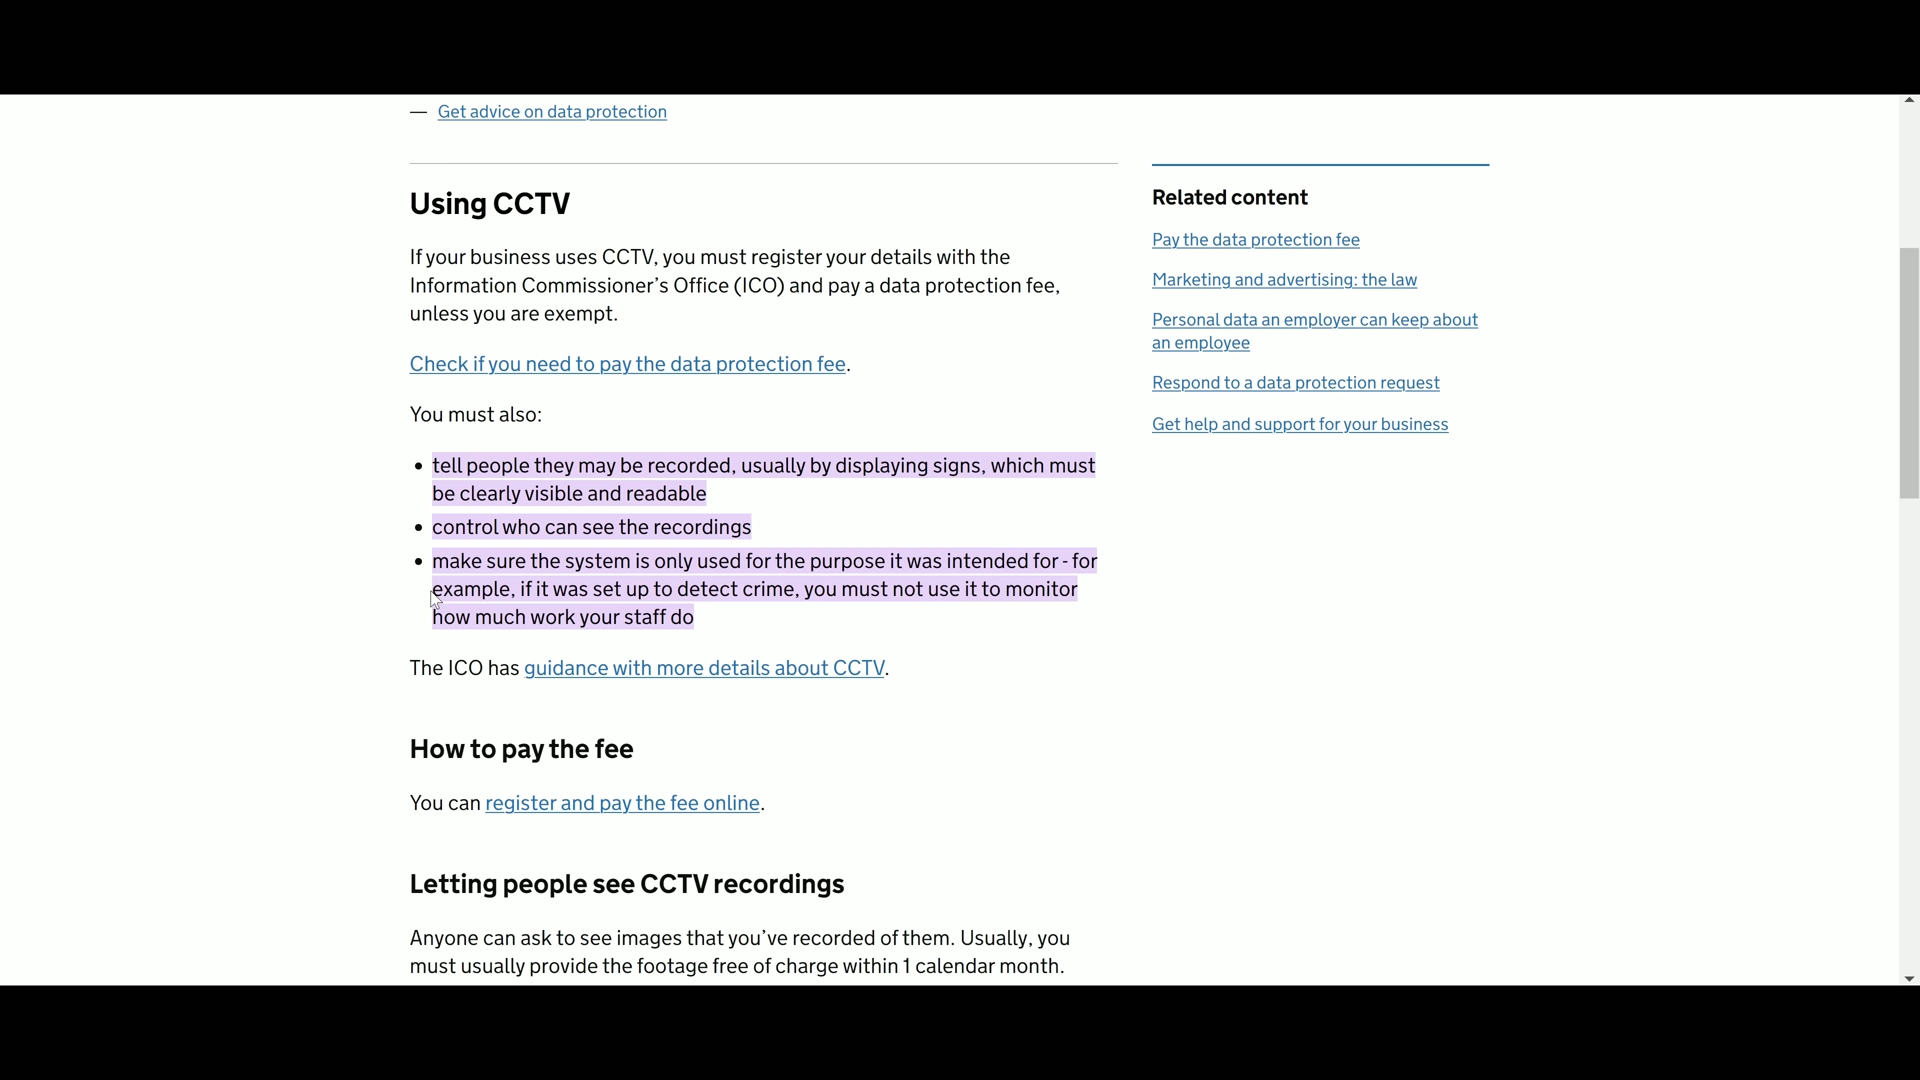 — Get advice on data protection
Using CCTV
If your business uses CCTV, you must register your details with the
Information Commissioner’s Office (ICO) and pay a data protection fee,
unless you are exempt.
Check if you need to pay the data protection fee.
You must also:
• tell people they may be recorded, usually by displaying signs, which must
be clearly visible and readable
• control who can see the recordings
• make sure the system is only used for the purpose it was intended for - for
example, if it was set up to detect crime, you must not use it to monitor
how much work your staff do
The ICO has guidance with more details about CCTV.
How to pay the fee
You can register and pay the fee online.
Letting people see CCTV recordings
Anyone can ask to see images that you’ve recorded of them. Usually, you
must usually provide the footage free of charge within 1 calendar month.
Related content
Pay the data protection fee
Marketing and advertising: the law
Personal data an employer can keep about
an employee
Respond to a data protection request
Get help and support for your business